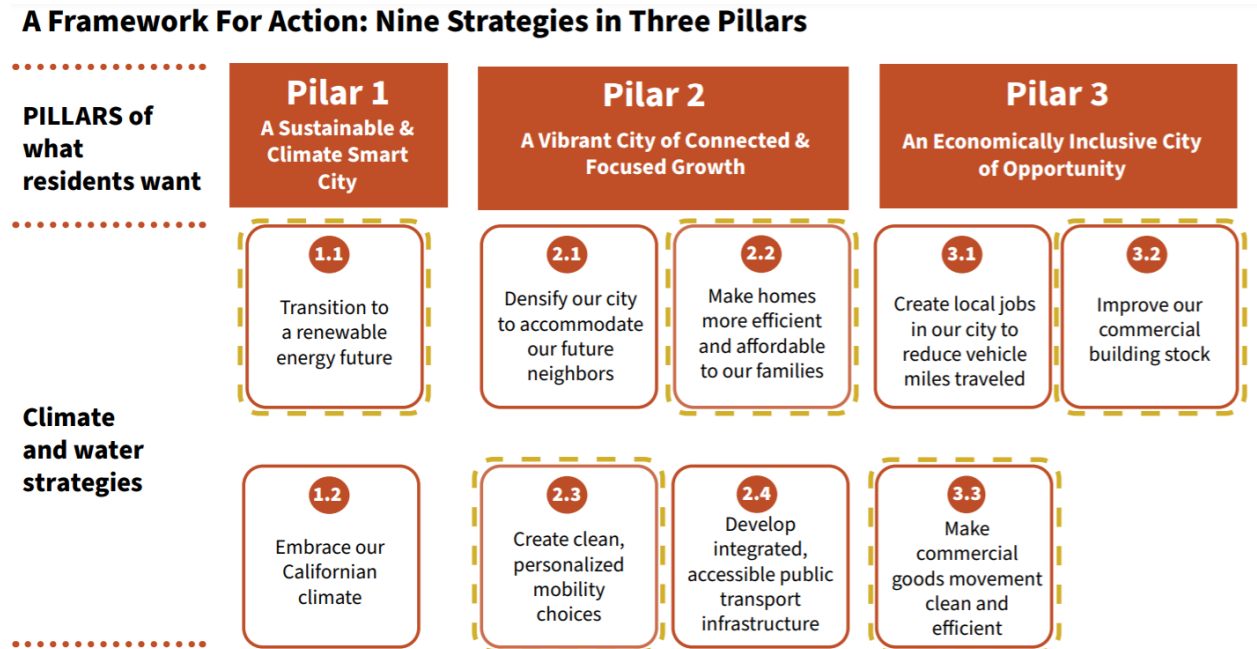 A Framework For Action: Nine Strategies in Three Pillars
PILLARS of
what
residents want
Pilar 1
A Sustainable &
Climate Smart
City
Pilar 2
A Vibrant City of Connected &
Focused Growth
Pilar 3
An Economically Inclusive City
of Opportunity
Climate
and water
strategies
1.1
Transition to
a renewable
energy future
2.1
Densify our city
to accommodate
our future
neighbors
2.2
Make homes
more efficient
and affordable
to our families
3.1
Create local jobs
in our city to
reduce vehicle
miles traveled
3.2
Improve our
commercial
building stock
1.2
Embrace our
Californian
climate
2.3
Create clean,
personalized
mobility
choices
2.4
Develop
integrated,
accessible public
transport
infrastructure
3.3
Make
commercial
goods movement
clean and
efficient